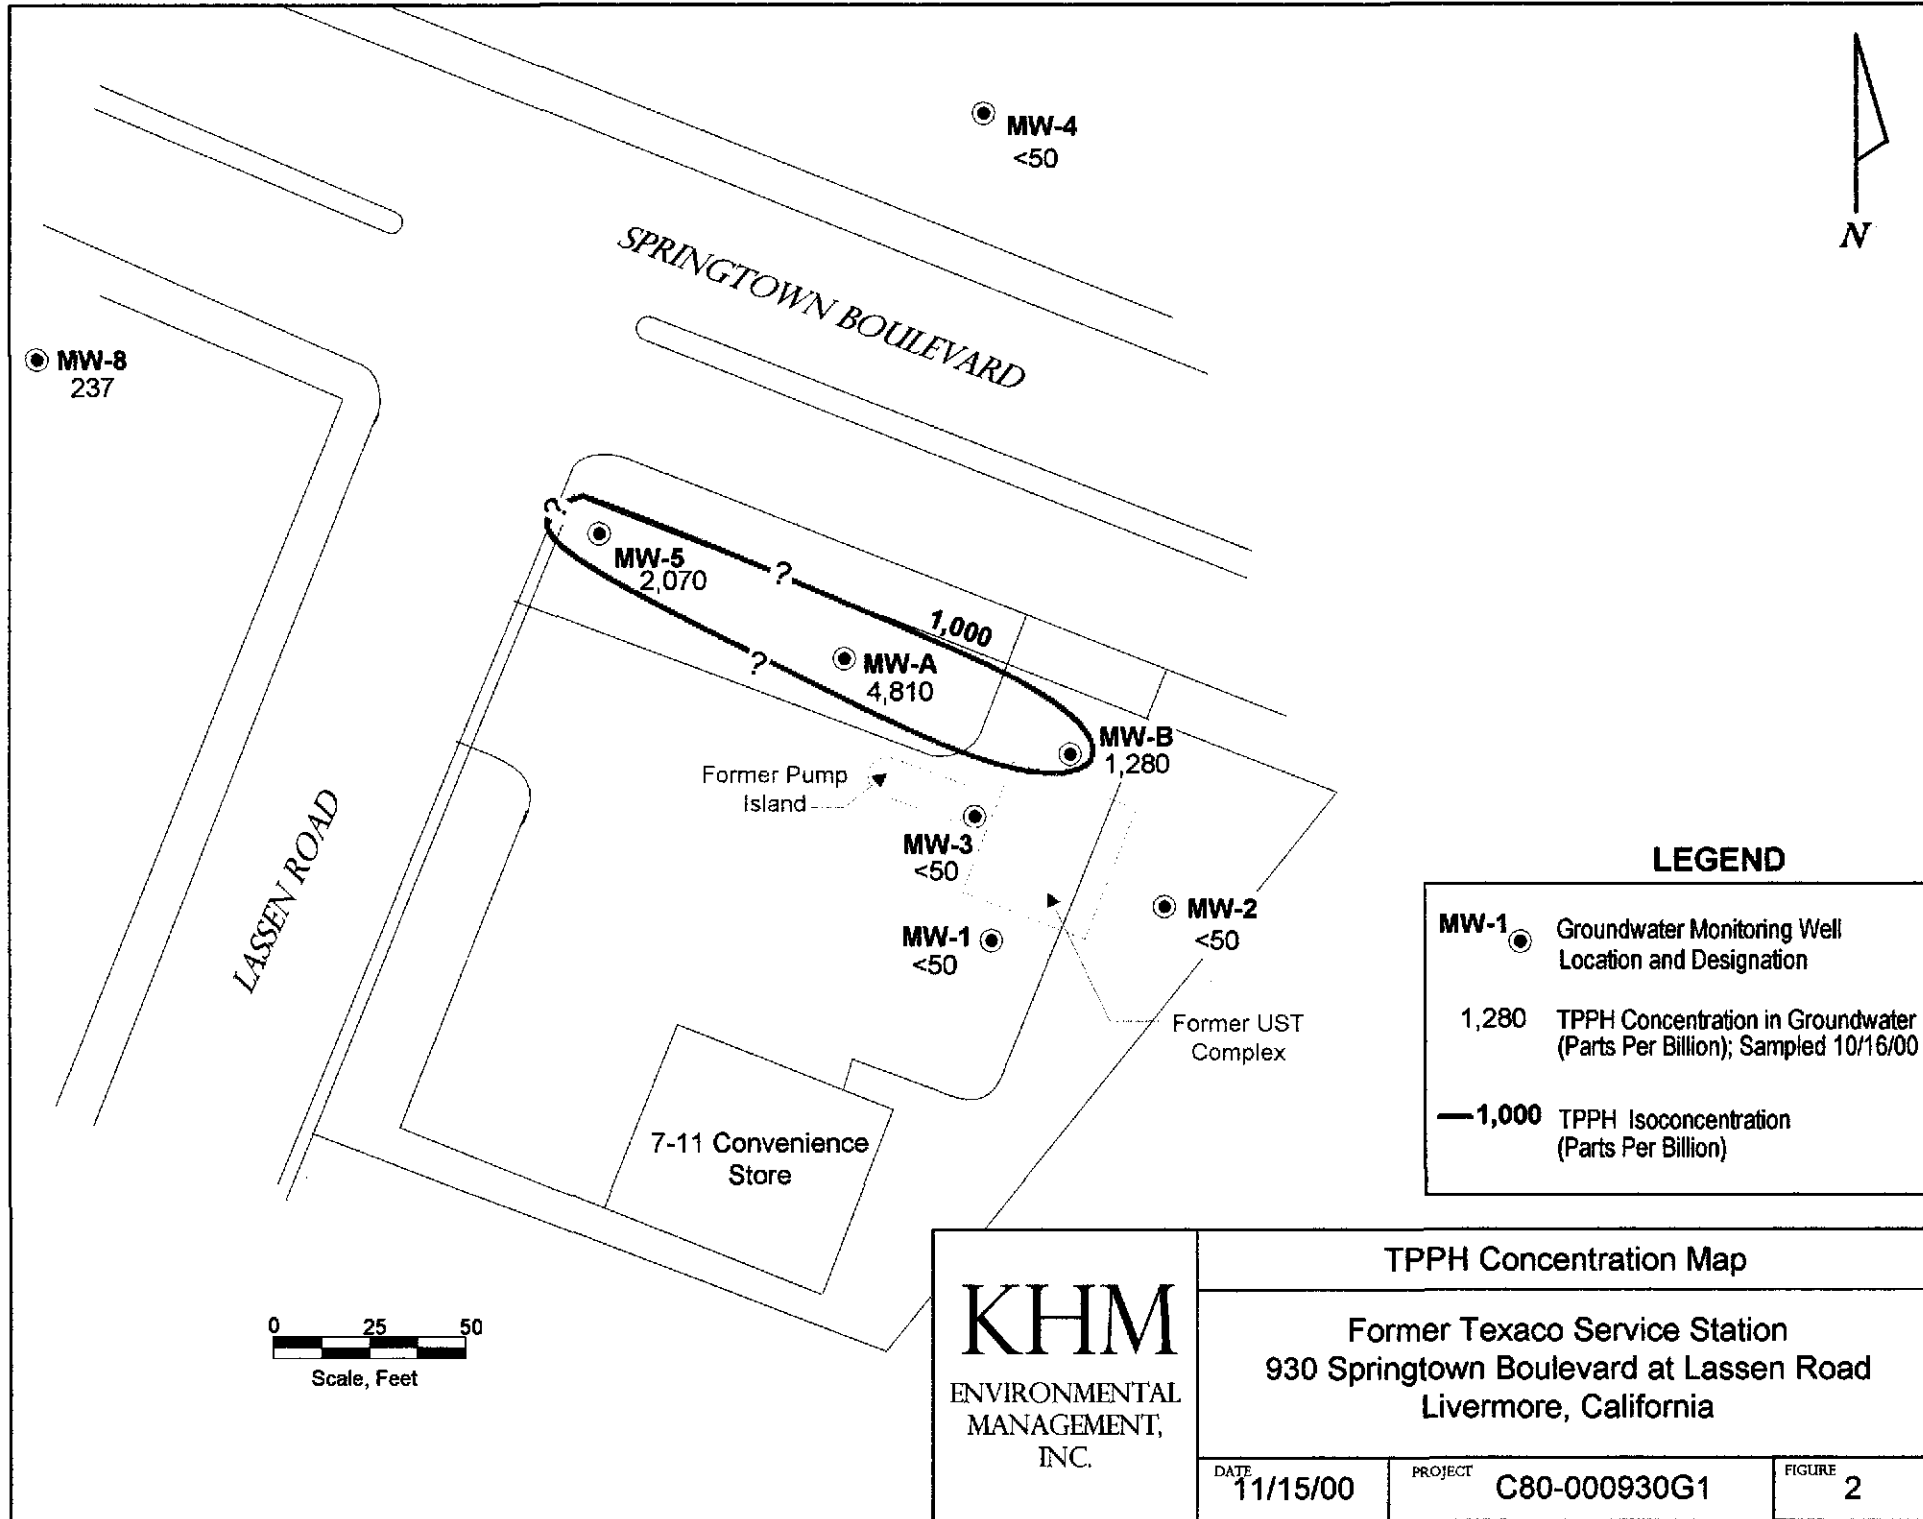 MW-4
<50
N
SPRINGTOWN BOULEVARD
MW-8
237
?
MW-5
2,070
?
1,000
?
MW-A
4,810
MW-B
1,280
Former Pump
Island
MW-3
<50
LASSEN ROAD
MW-2
<50
MW-1
<50
Former UST
Complex
7-11 Convenience
Store
0 25 50
Scale, Feet
LEGEND
MW-1 Groundwater Monitoring Well
Location and Designation
1,280 TPPH Concentration in Groundwater
(Parts Per Billion); Sampled 10/16/00
1,000 TPPH Isoconcentration
(Parts Per Billion)
KHM
ENVIRONMENTAL
MANAGEMENT,
INC.
TPPH Concentration Map
Former Texaco Service Station
930 Springtown Boulevard at Lassen Road
Livermore, California
DATE 11/15/00
PROJECT C80-000930G1
FIGURE 2